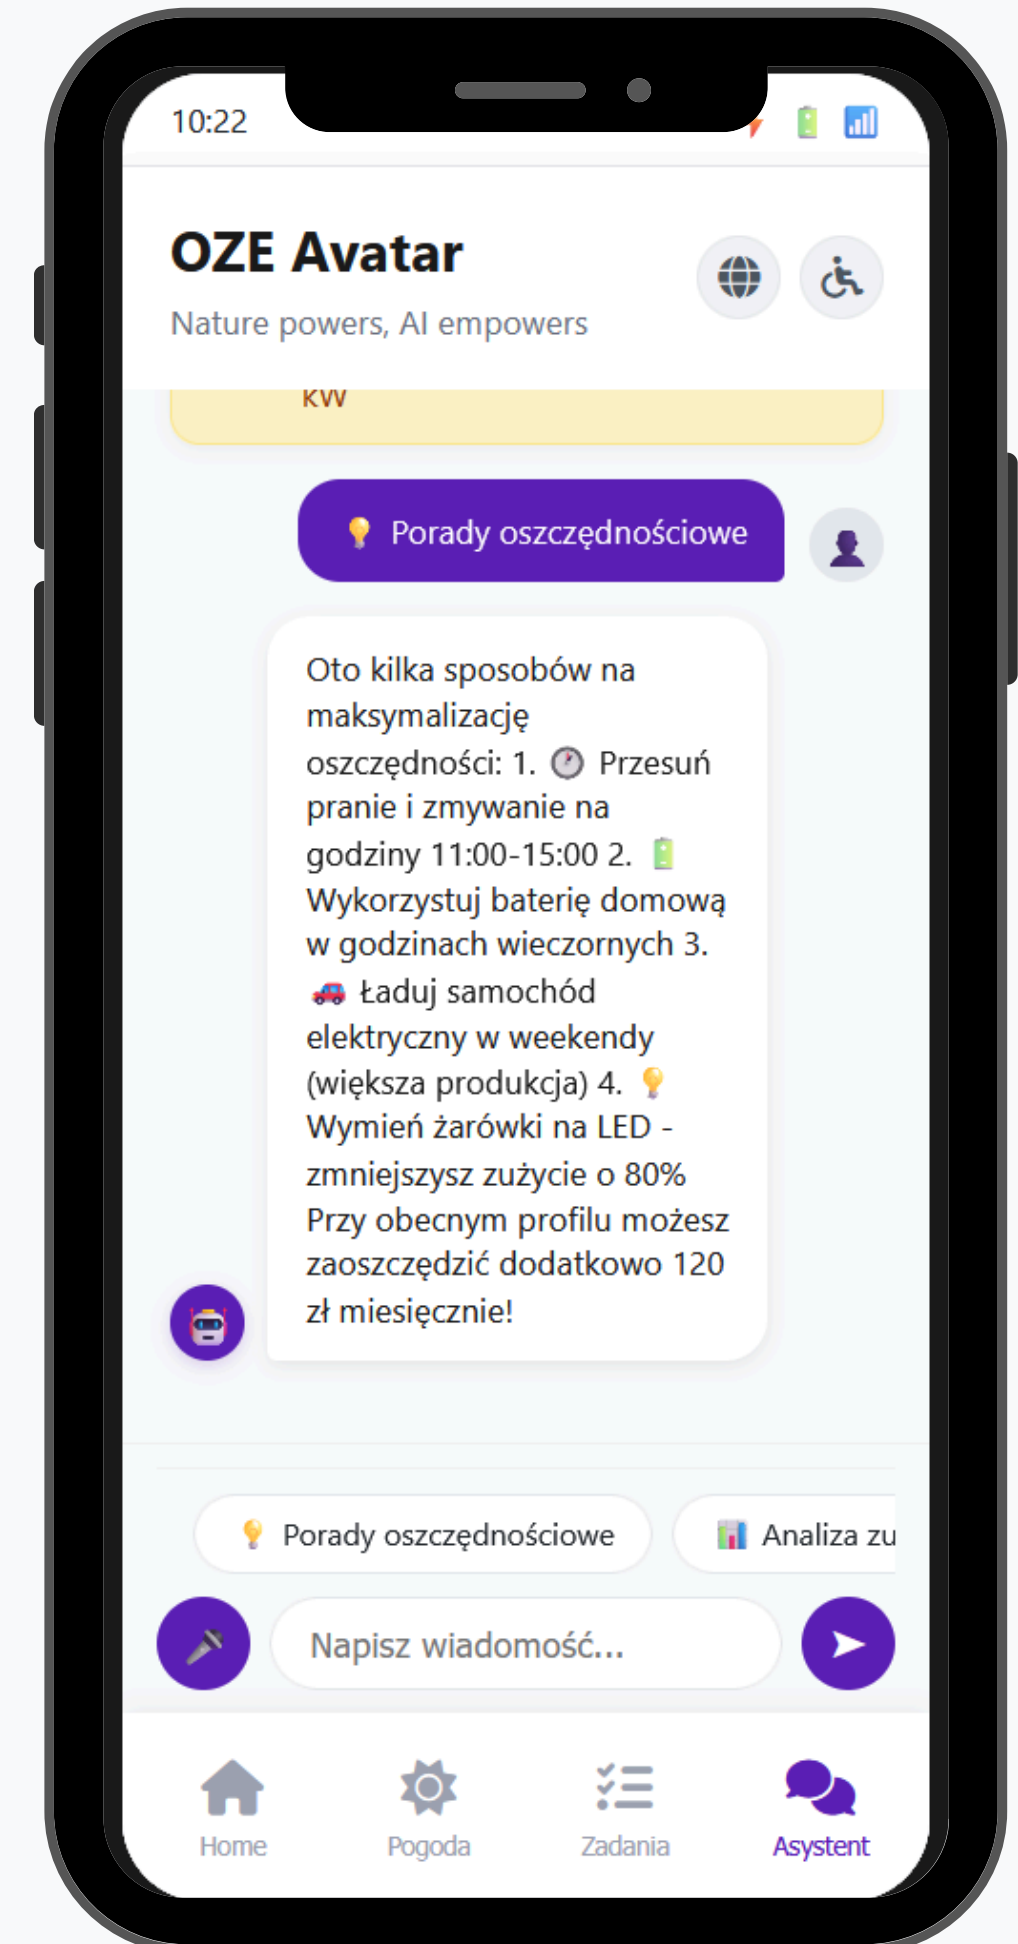 10:22
OZE Avatar
Nature powers, AI empowers
kW
Porady oszczędnościowe
Oto kilka sposobów na
maksymalizację
oszczędności: 1. Przesuń
pranie i zmywanie na
godziny 11:00-15:00 2.
Wykorzystuj baterię domową
w godzinach wieczornych 3.
Ładuj samochód
elektryczny w weekendy
(większa produkcja) 4.
Wymień żarówki na LED -
zmniejszysz zużycie o 80%
Przy obecnym profilu możesz
zaoszczędzić dodatkowo 120
zł miesięcznie!
Porady oszczędnościowe
Analiza zu
Napisz wiadomość...
Home
Pogoda
Zadania
Asystent